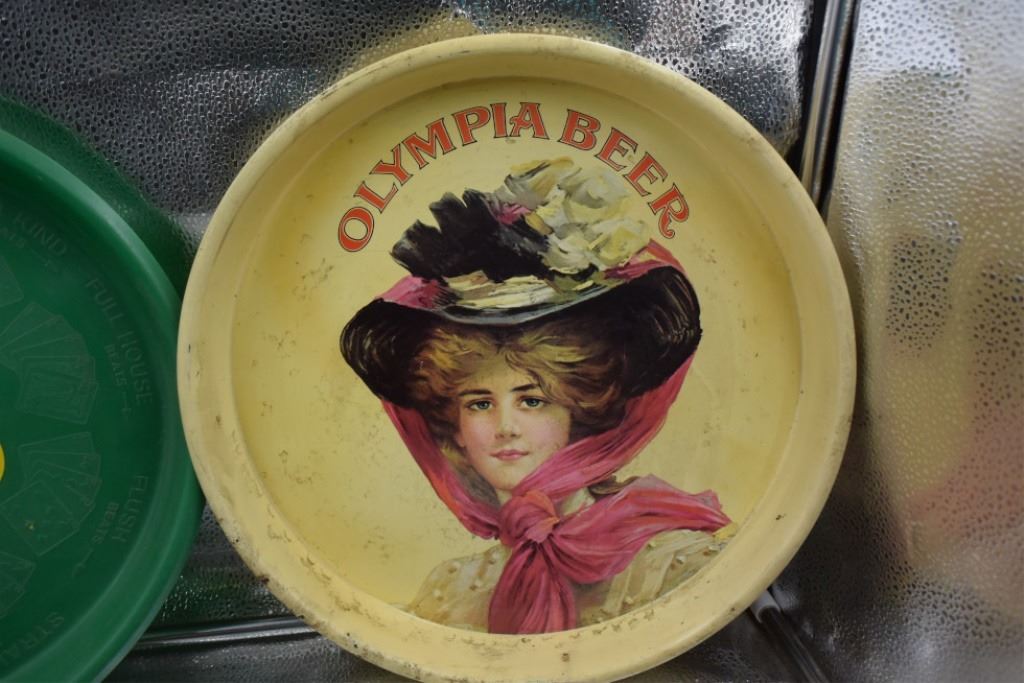 OLYMPIA BEER
KIND
FULL HOUSE
BEATS
FLUSH
BEATS